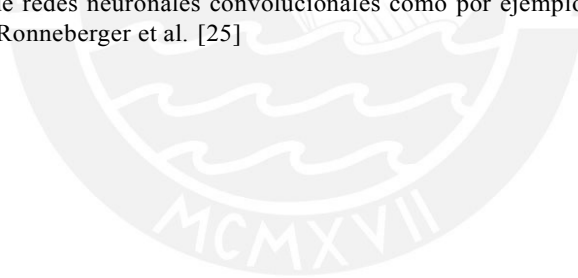 e redes neuronales convolucionales como por ejemplo
Ronneberger et al. [25]
MCMXVII